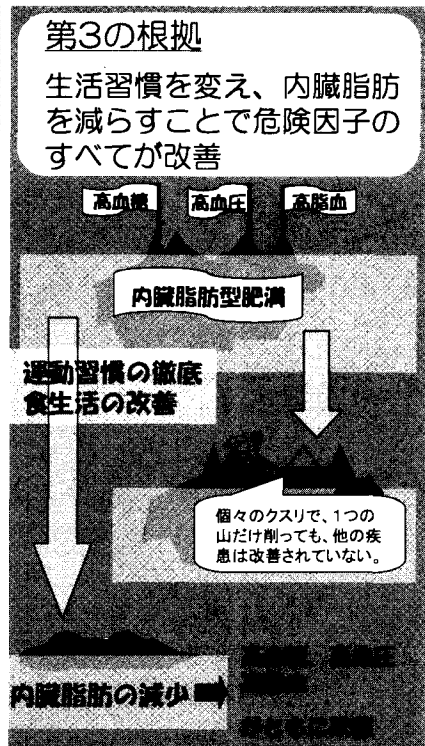 第3の根拠
生活習慣を変え、内臓脂肪
を減らすことで危険因子の
すべてが改善
高血糖 高血圧 高脂血
内臓脂肪型肥満
運動習慣の徹底
食生活の改善
個々のクスリで、1つの
山だけ削っても、他の疾
患は改善されていない。
内臓脂肪の減少